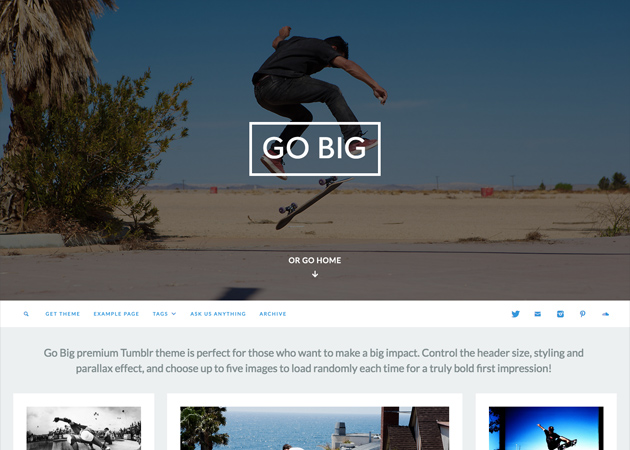 GO BIG
OR GO HOME
GET THEME EXAMPLE PAGE TAGS ASK US ANYTHING ARCHIVE
Go Big premium Tumblr theme is perfect for those who want to make a big impact. Control the header size, styling and
parallax effect, and choose up to five images to load randomly each time for a truly bold first impression!